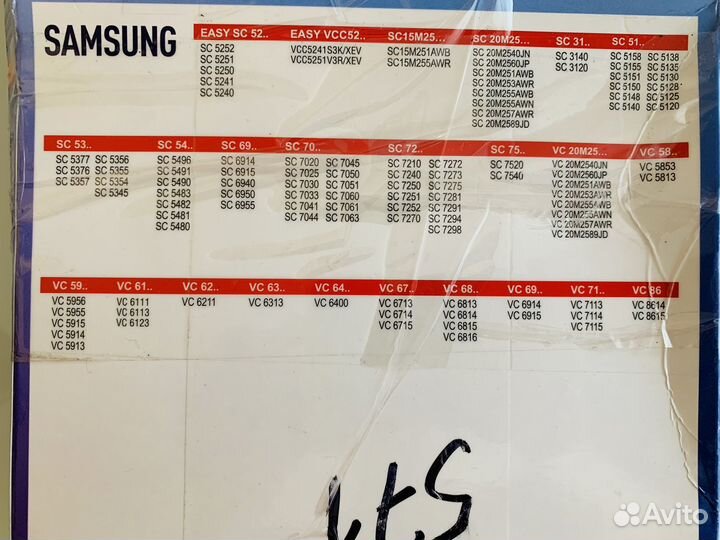 SAMSUNG
EASY SC 52.. EASY VCC52.. SC15M25... SC 20M25... SC 31.. SC 51..
SC 5252 VCC5241S3K/XEV SC15M251AWB SC 20M2540JN SC 3140 SC 5158 SC 5138
SC 5251 VCC5251V3R/XEV SC15M255AWR SC 20M2560JP SC 3120 SC 5155 SC 5135
SC 5250 SC 20M251AWB SC 5151 SC 5130
SC 5241 SC 20M253AWR SC 5150 SC 5128
SC 5240 SC 20M255AWB SC 5148 SC 5125
SC 20M255AWN SC 5140 SC 5120
SC 20M257AWR
SC 20M2589JD
SC 53.. SC 54.. SC 69.. SC 70.. SC 72.. SC 75.. VC 20M25... VC 58..
SC 5377 SC 5356 SC 5496 SC 6914 SC 7020 SC 7045 SC 7210 SC 7272 SC 7520 VC 20M2540JN VC 5853
SC 5376 SC 5355 SC 5491 SC 6915 SC 7025 SC 7050 SC 7240 SC 7273 SC 7540 VC 20M2560JP VC 5813
SC 5357 SC 5354 SC 5490 SC 6940 SC 7030 SC 7051 SC 7250 SC 7275 VC 20M251AWB
SC 5345 SC 5483 SC 6950 SC 7033 SC 7060 SC 7251 SC 7281 VC 20M253AWR
SC 5482 SC 6955 SC 7041 SC 7061 SC 7252 SC 7291 VC 20M255AWB
SC 5481 SC 7044 SC 7063 SC 7270 SC 7294 VC 20M255AWN
SC 5480 SC 7298 VC 20M257AWR
VC 20M2589JD
VC 59.. VC 61.. VC 62.. VC 63.. VC 64.. VC 67.. VC 68.. VC 69.. VC 71.. VC 86
VC 5956 VC 6111 VC 6211 VC 6313 VC 6400 VC 6713 VC 6813 VC 6914 VC 7113 VC 8614
VC 5955 VC 6113 VC 6714 VC 6814 VC 6915 VC 7114 VC 8615
VC 5915 VC 6123 VC 6715 VC 6815 VC 7115
VC 5914 VC 6816
VC 5913
Avito